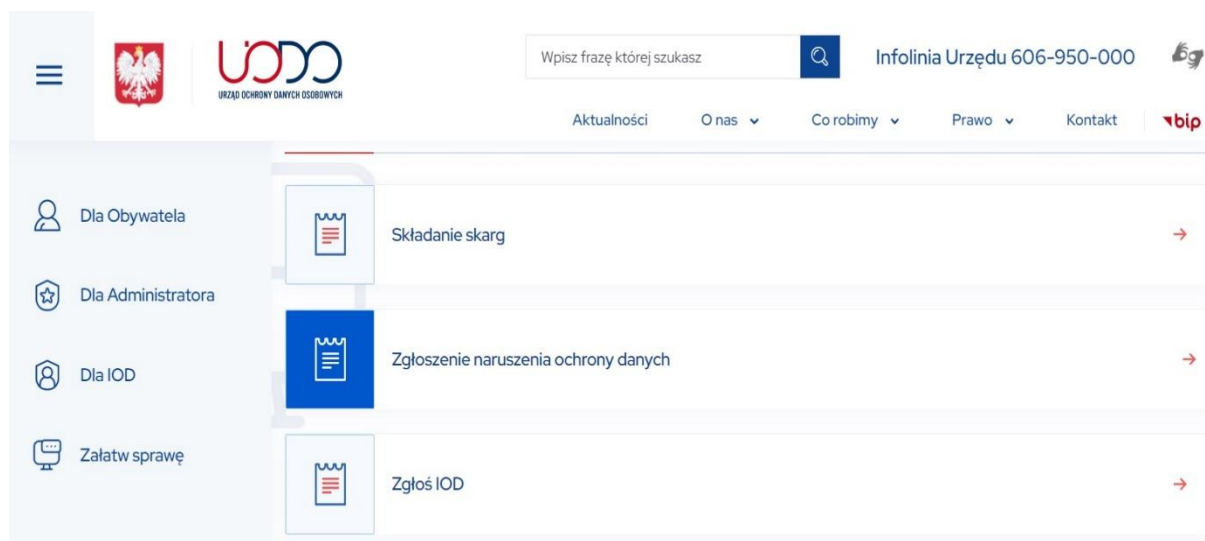 UODO
URZĄD OCHRONY DANYCH OSOBOWYCH
Wpisz frazę której szukasz
Infolinia Urzędu 606-950-000
Aktualności O nas Co robimy Prawo Kontakt bip
Dla Obywatela
Dla Administratora
Dla IOD
Załatw sprawę
Składanie skarg
Zgłoszenie naruszenia ochrony danych
Zgłoś IOD